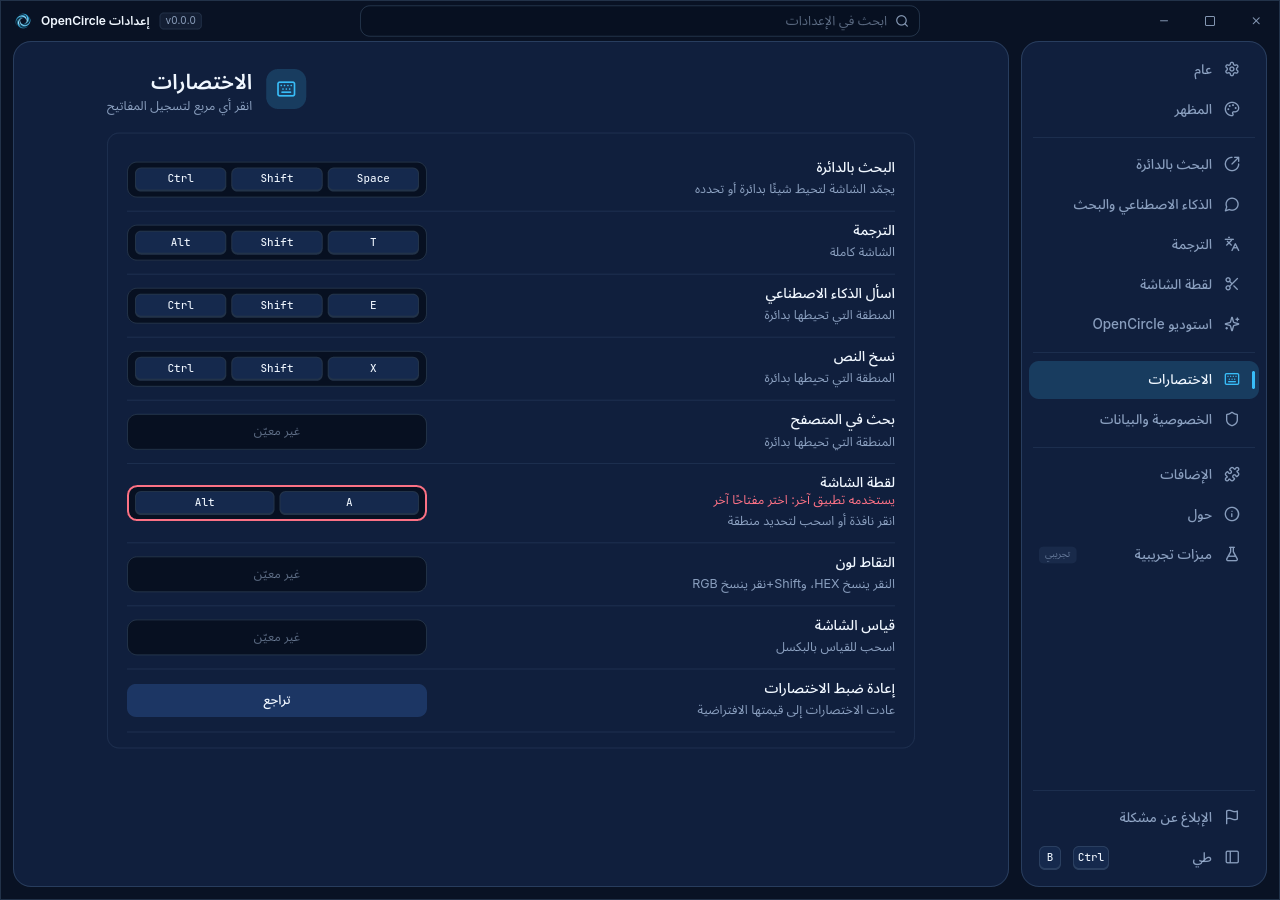 إعدادات OpenCircle
v0.0.0
ابحث في الإعدادات
عام
المظهر
البحث بالدائرة
الذكاء الاصطناعي والبحث
الترجمة
لقطة الشاشة
استوديو OpenCircle
الاختصارات
الخصوصية والبيانات
الإضافات
حول
ميزات تجريبية
تجريبي
الإبلاغ عن مشكلة
طي
Ctrl B
الاختصارات
انقر أي مربع لتسجيل المفاتيح
البحث بالدائرة
يجمّد الشاشة لتحيط شيئًا بدائرة أو تحدده
Ctrl Shift Space
الترجمة
الشاشة كاملة
Alt Shift T
اسأل الذكاء الاصطناعي
المنطقة التي تحيطها بدائرة
Ctrl Shift E
نسخ النص
المنطقة التي تحيطها بدائرة
Ctrl Shift X
بحث في المتصفح
المنطقة التي تحيطها بدائرة
غير معيّن
لقطة الشاشة
يستخدمه تطبيق آخر: اختر مفتاحًا آخر
انقر نافذة أو اسحب لتحديد منطقة
Alt A
التقاط لون
النقر ينسخ HEX، وShift+نقر ينسخ RGB
غير معيّن
قياس الشاشة
اسحب للقياس بالبكسل
غير معيّن
إعادة ضبط الاختصارات
عادت الاختصارات إلى قيمتها الافتراضية
تراجع